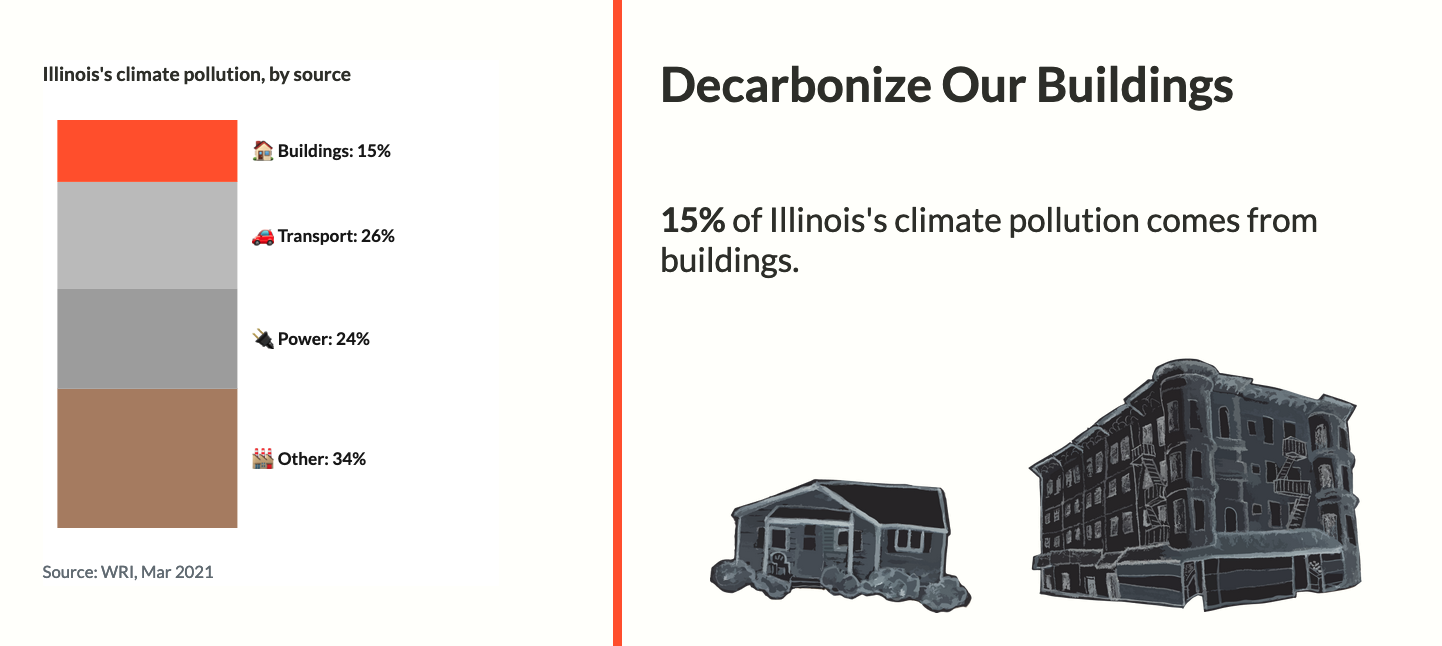 Illinois's climate pollution, by source
Buildings: 15%
Transport: 26%
Power: 24%
Other: 34%
Source: WRI, Mar 2021
Decarbonize Our Buildings
15% of Illinois's climate pollution comes from
buildings.